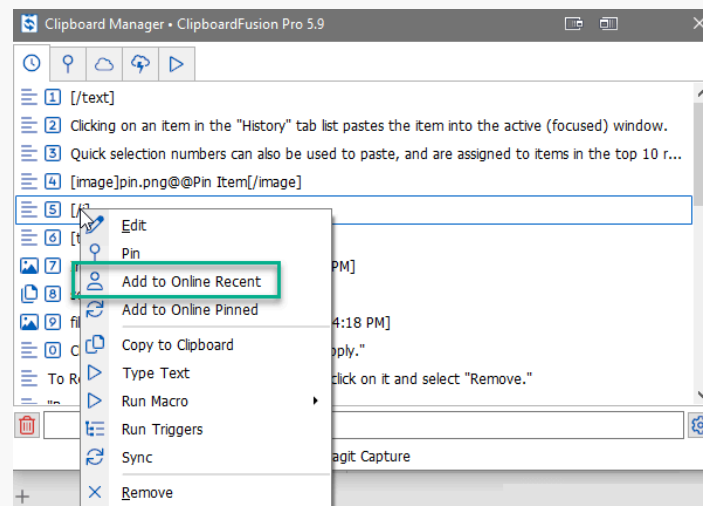 Clipboard Manager • ClipboardFusion Pro 5.9
1 [/text]
2 Clicking on an item in the "History" tab list pastes the item into the active (focused) window.
3 Quick selection numbers can also be used to paste, and are assigned to items in the top 10 r...
4 [image]pin.png@@Pin Item[/image]
5 [/
Edit
6 [t
Pin
7 PM]
Add to Online Recent
8
Add to Online Pinned
9 fil 4:18 PM]
Copy to Clipboard
0 C pply."
Type Text
To Re click on it and select "Remove."
Run Macro
Run Triggers
Sync
agit Capture
Remove